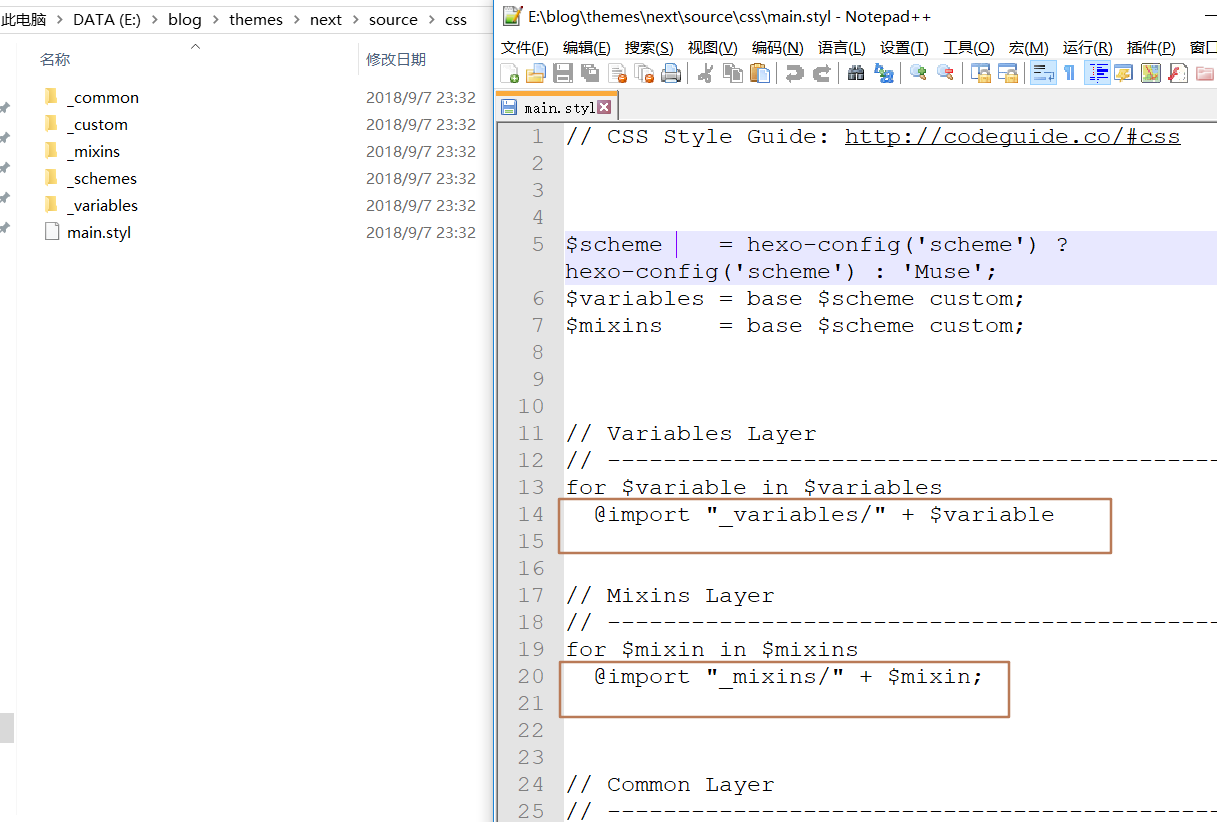 此电脑 > DATA (E:) > blog > themes > next > source > css
名称 修改日期
_common 2018/9/7 23:32
_custom 2018/9/7 23:32
_mixins 2018/9/7 23:32
_schemes 2018/9/7 23:32
_variables 2018/9/7 23:32
main.styl 2018/9/7 23:32
E:\blog\themes\next\source\css\main.styl - Notepad++
文件(F) 编辑(E) 搜索(S) 视图(V) 编码(N) 语言(L) 设置(T) 工具(O) 宏(M) 运行(R) 插件(P) 窗口
main.styl
1 // CSS Style Guide: http://codeguide.co/#css
2
3
4
5 $scheme    = hexo-config('scheme') ?
hexo-config('scheme') : 'Muse';
6 $variables = base $scheme custom;
7 $mixins    = base $scheme custom;
8
9
10
11 // Variables Layer
12 // --------------------------------------------
13 for $variable in $variables
14   @import "_variables/" + $variable
15
16
17 // Mixins Layer
18 // --------------------------------------------
19 for $mixin in $mixins
20   @import "_mixins/" + $mixin;
21
22
23
24 // Common Layer
25 // --------------------------------------------